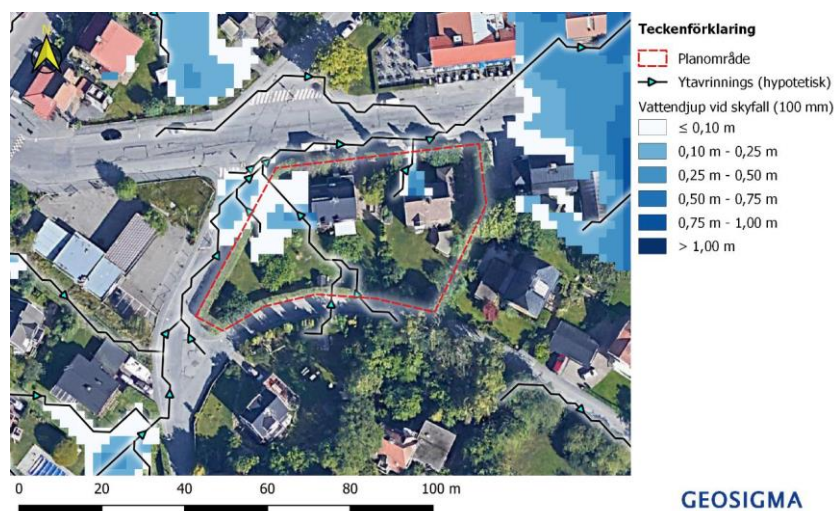 Teckenförklaring
Planområde
Ytavrinnings (hypotetisk)
Vattendjup vid skyfall (100 mm)
≤ 0,10 m
0,10 m - 0,25 m
0,25 m - 0,50 m
0,50 m - 0,75 m
0,75 m - 1,00 m
> 1,00 m
0 20 40 60 80 100 m
GEOSIGMA